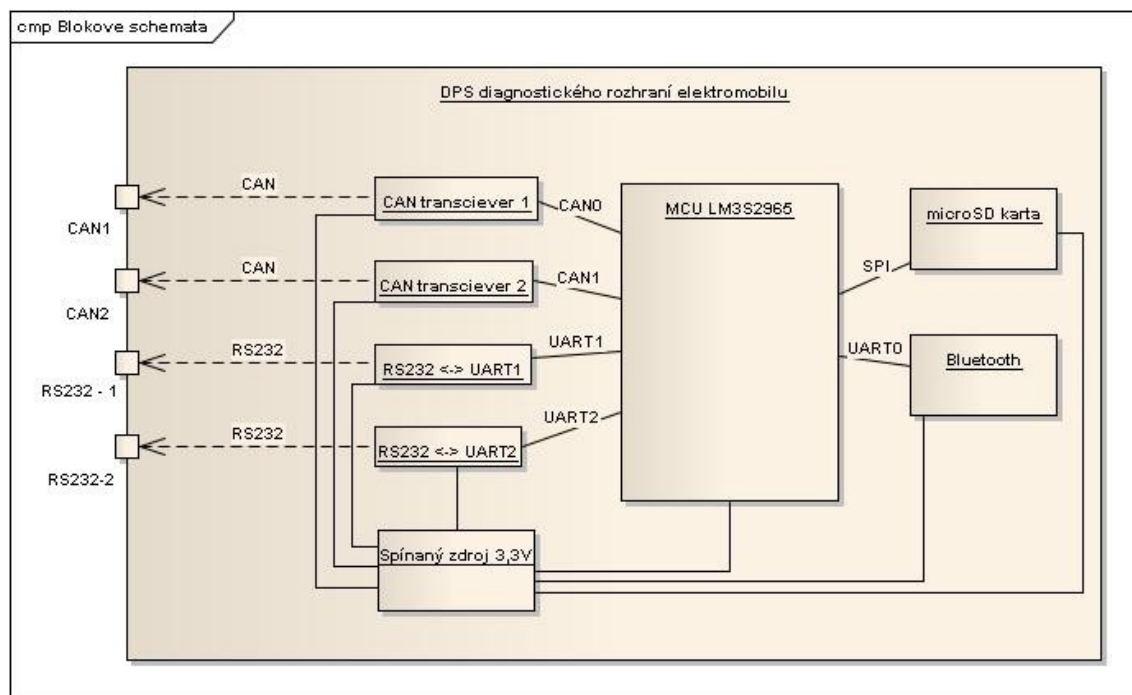 cmp Blokove schemata
DPS diagnostického rozhraní elektromobilu
CAN
CAN transciever 1
CAN0
MCU LM3S2965
microSD karta
CAN1
CAN
CAN transciever 2
CAN1
SPI
CAN2
RS232
RS232 <-> UART1
UART1
UART0
Bluetooth
RS232 - 1
RS232
RS232 <-> UART2
UART2
RS232-2
Spínaný zdroj 3,3V